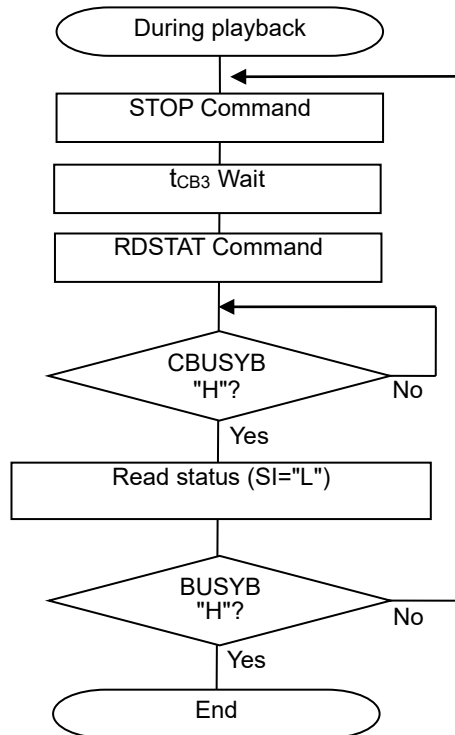 During playback
STOP Command
tCB3 Wait
RDSTAT Command
CBUSYB
"H"?
No
Yes
Read status (SI="L")
BUSYB
"H"?
No
Yes
End